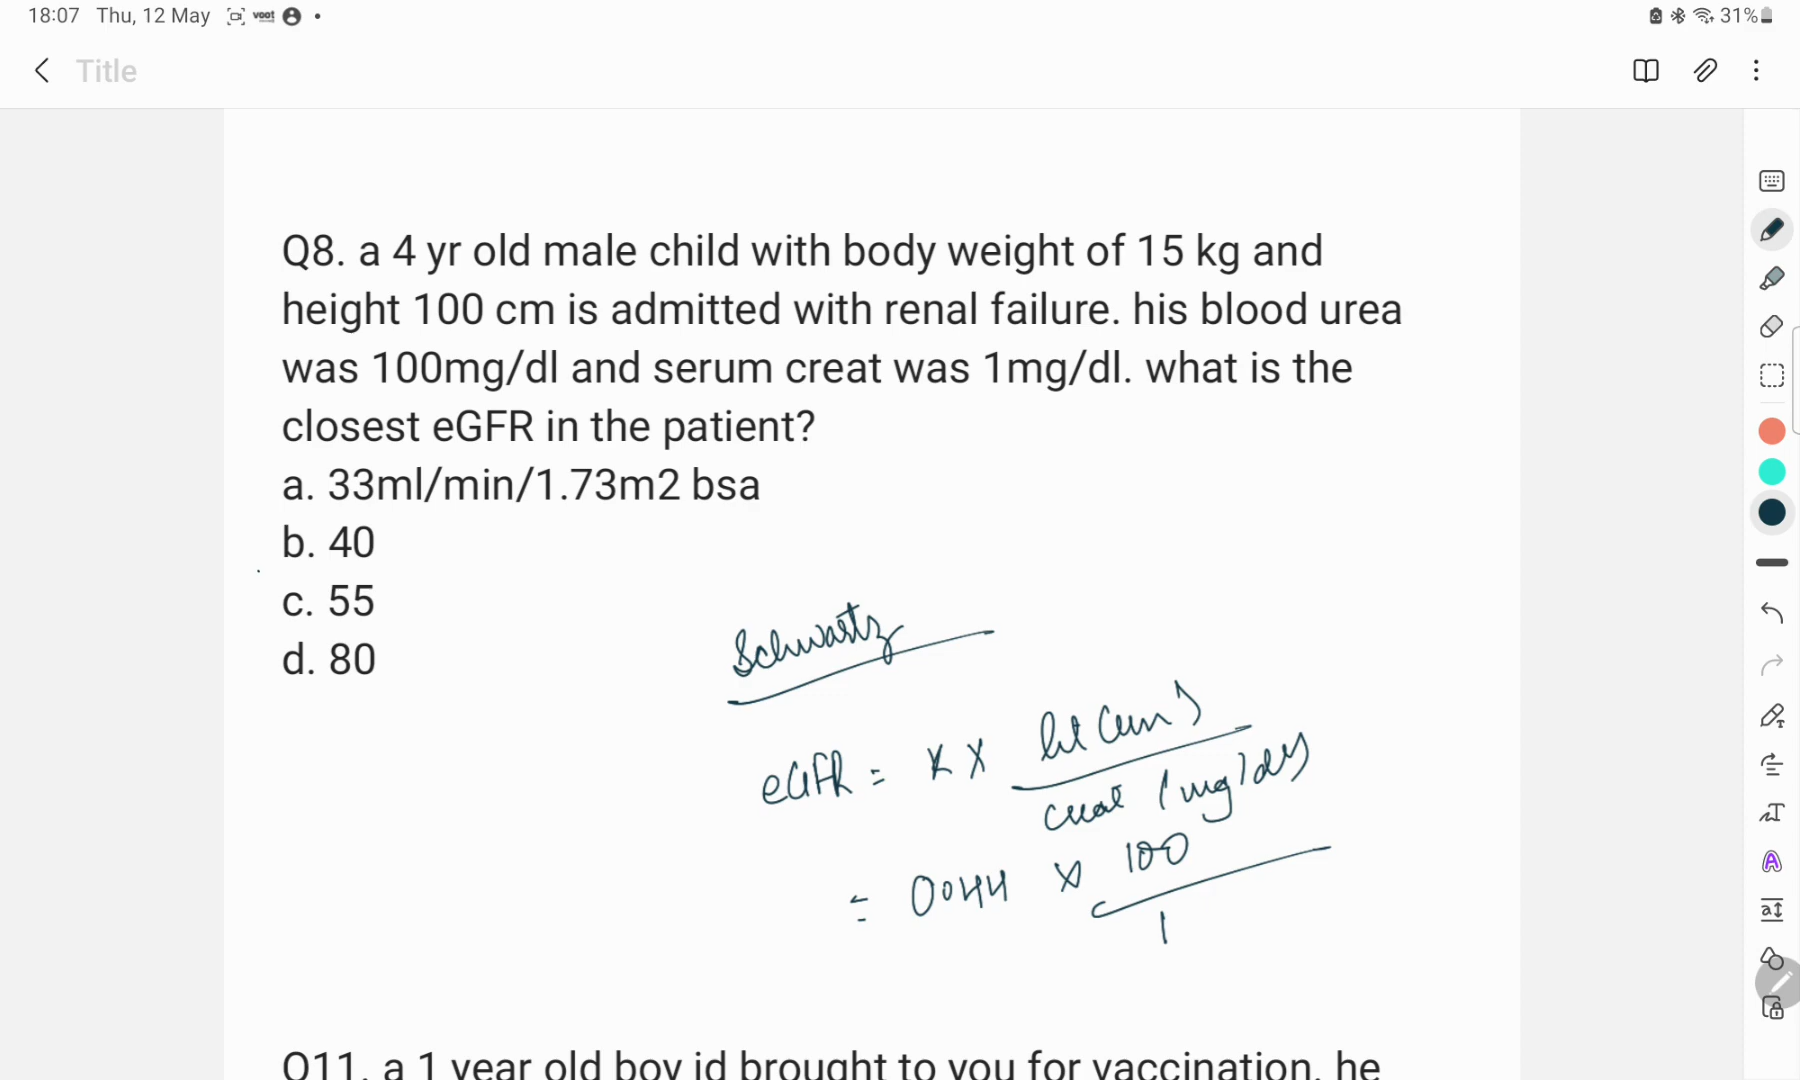 18:07 Thu, 12 May voot 31%
Title
Q8. a 4 yr old male child with body weight of 15 kg and
height 100 cm is admitted with renal failure. his blood urea
was 100mg/dl and serum creat was 1mg/dl. what is the
closest eGFR in the patient?
a. 33ml/min/1.73m2 bsa
b. 40
c. 55
d. 80
Schwartz
eGFR = K X ht (cm)
creat (mg/dl)
= 0.44 X 100
1
Q11. a 1 year old boy id brought to you for vaccination. he